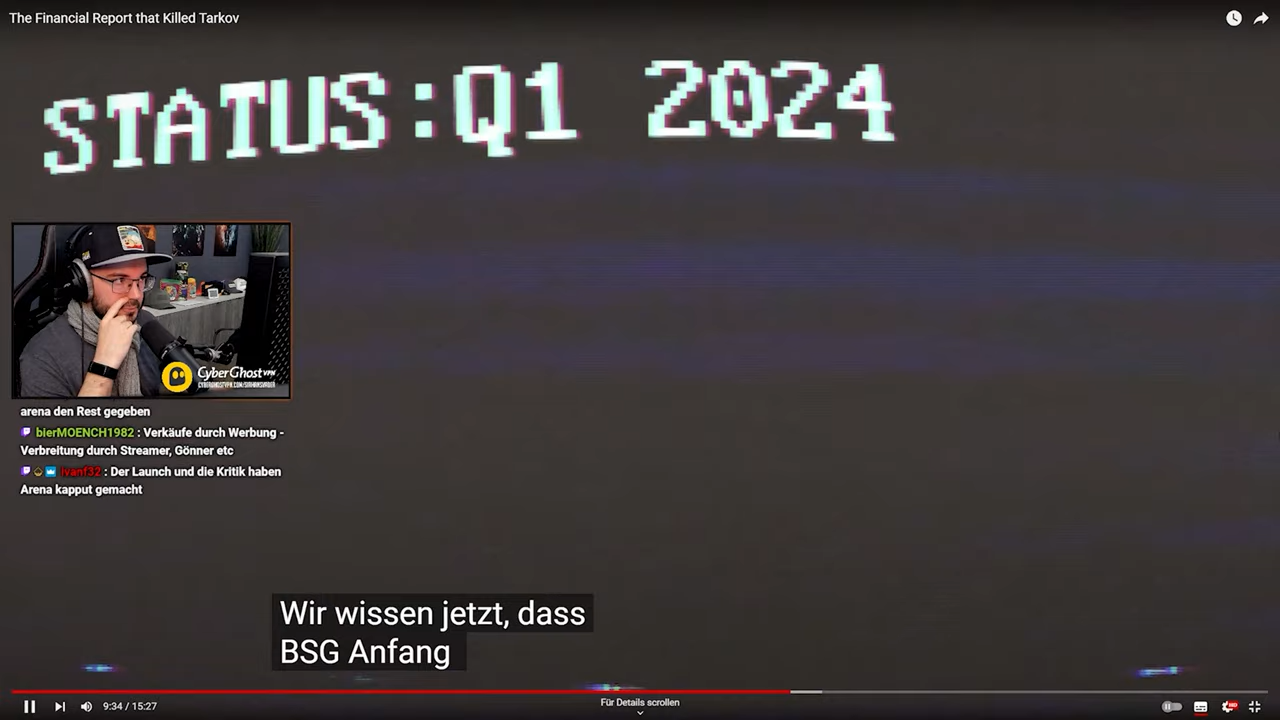 The Financial Report that Killed Tarkov
STATUS:Q1 2024
CyberGhost VPN
arena den Rest gegeben
bierMOENCH1982 : Verkäufe durch Werbung -
Verbreitung durch Streamer, Gönner etc
ivanf32 : Der Launch und die Kritik haben
Arena kapput gemacht
Wir wissen jetzt, dass
BSG Anfang
9:34 / 15:27
Für Details scrollen
HD